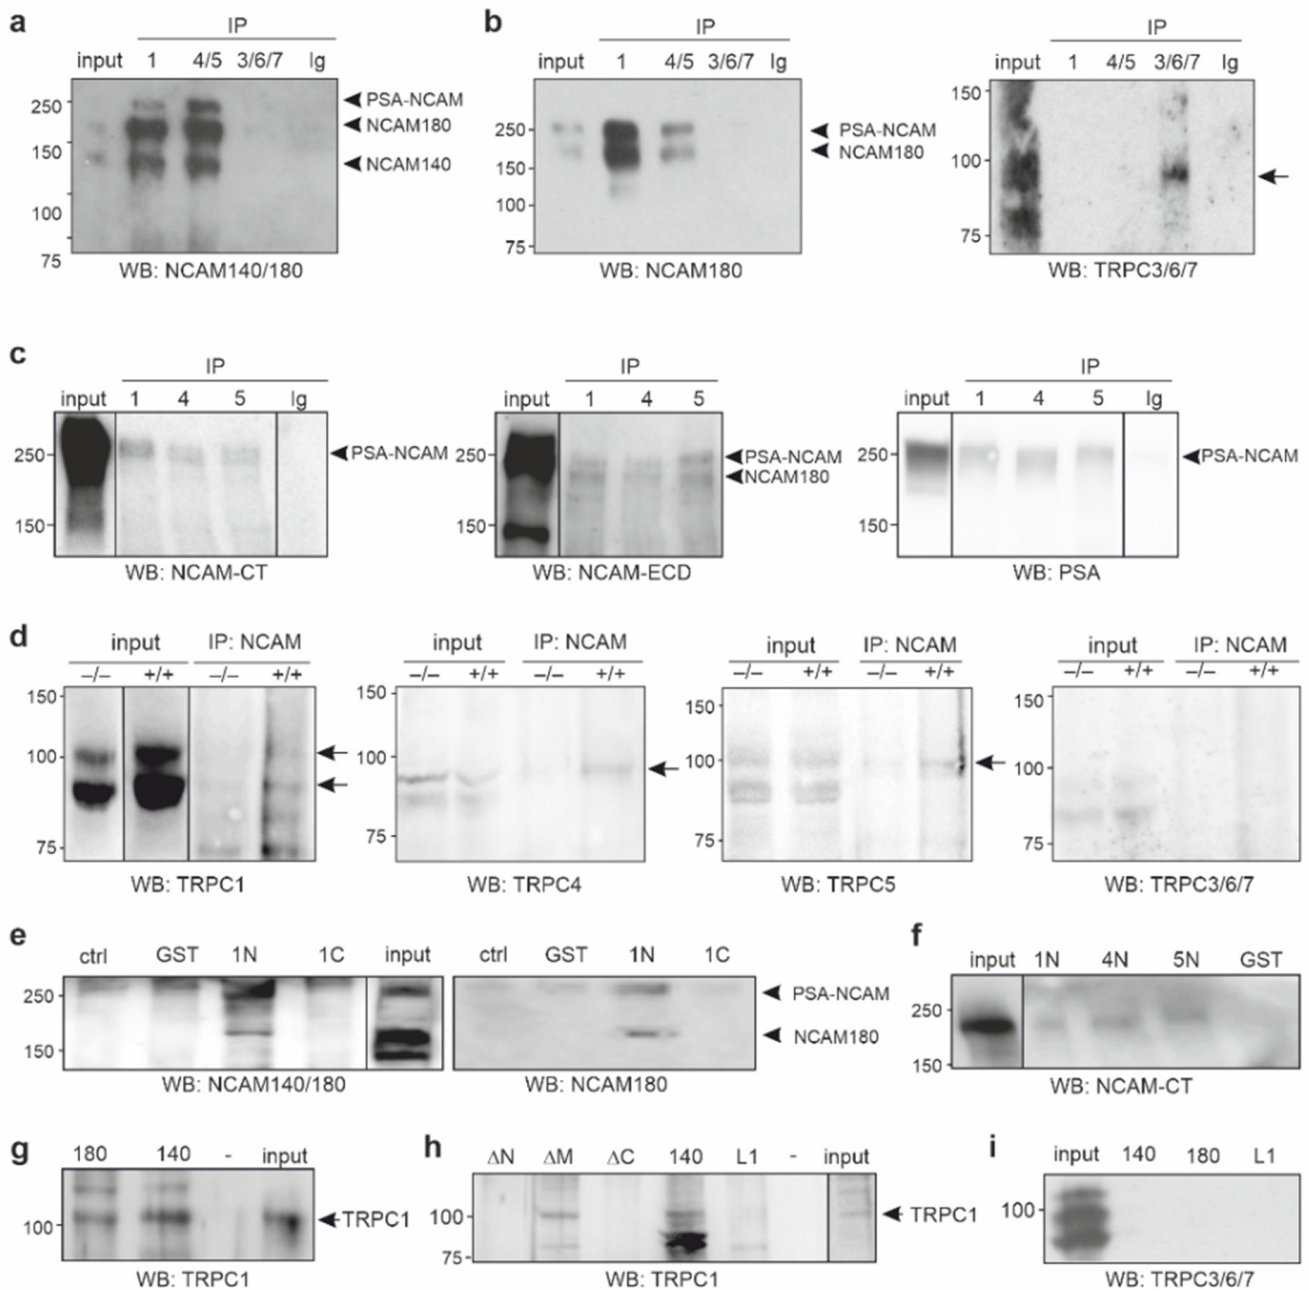 a
IP
input 1 4/5 3/6/7 Ig
250
150
100
75
PSA-NCAM
NCAM180
NCAM140
WB: NCAM140/180
b
IP
input 1 4/5 3/6/7 Ig
250
150
100
75
PSA-NCAM
NCAM180
WB: NCAM180
IP
input 1 4/5 3/6/7 Ig
150
100
75
WB: TRPC3/6/7
c
IP
input 1 4 5 Ig
250
150
PSA-NCAM
WB: NCAM-CT
IP
input 1 4 5
250
150
PSA-NCAM
NCAM180
WB: NCAM-ECD
IP
input 1 4 5 Ig
250
150
PSA-NCAM
WB: PSA
d
input IP: NCAM
–/– +/+ –/– +/+
150
100
75
WB: TRPC1
input IP: NCAM
–/– +/+ –/– +/+
150
100
75
WB: TRPC4
input IP: NCAM
–/– +/+ –/– +/+
150
100
75
WB: TRPC5
input IP: NCAM
–/– +/+ –/– +/+
150
100
75
WB: TRPC3/6/7
e
ctrl GST 1N 1C input
250
150
WB: NCAM140/180
ctrl GST 1N 1C
PSA-NCAM
NCAM180
WB: NCAM180
f
input 1N 4N 5N GST
250
150
WB: NCAM-CT
g
180 140 - input
100
TRPC1
WB: TRPC1
h
ΔN ΔM ΔC 140 L1 - input
100
75
TRPC1
WB: TRPC1
i
input 140 180 L1
100
WB: TRPC3/6/7